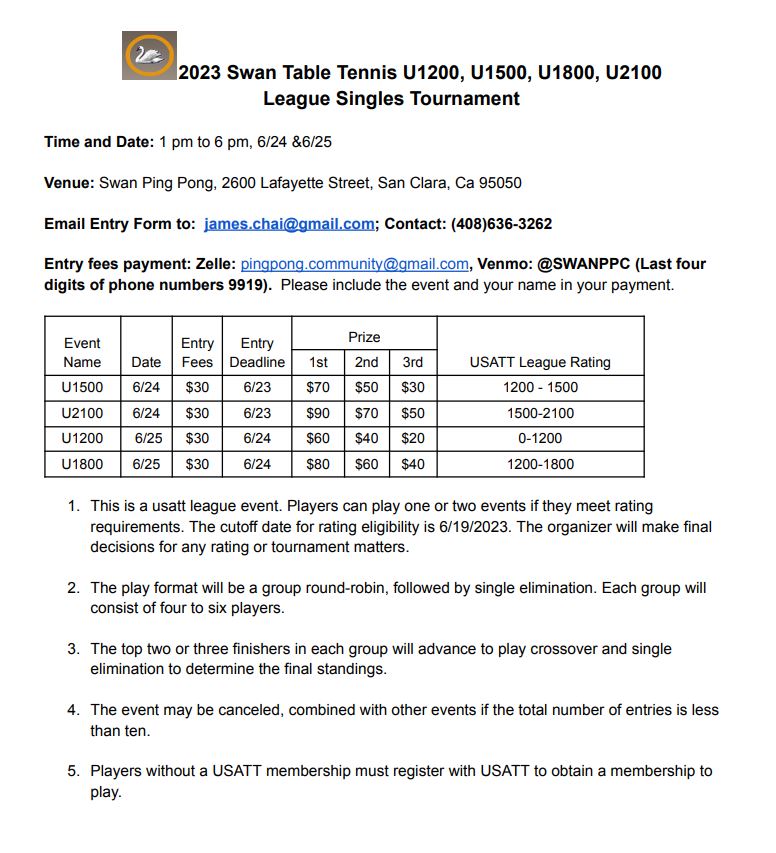 2023 Swan Table Tennis U1200, U1500, U1800, U2100
League Singles Tournament
Time and Date: 1 pm to 6 pm, 6/24 &6/25
Venue: Swan Ping Pong, 2600 Lafayette Street, San Clara, Ca 95050
Email Entry Form to: james.chai@gmail.com; Contact: (408)636-3262
Entry fees payment: Zelle: pingpong.community@gmail.com, Venmo: @SWANPPC (Last four
digits of phone numbers 9919). Please include the event and your name in your payment.
Event Name Date Entry Fees Entry Deadline Prize USATT League Rating
1st 2nd 3rd
U1500 6/24 $30 6/23 $70 $50 $30 1200 - 1500
U2100 6/24 $30 6/23 $90 $70 $50 1500-2100
U1200 6/25 $30 6/24 $60 $40 $20 0-1200
U1800 6/25 $30 6/24 $80 $60 $40 1200-1800
1. This is a usatt league event. Players can play one or two events if they meet rating
requirements. The cutoff date for rating eligibility is 6/19/2023. The organizer will make final
decisions for any rating or tournament matters.
2. The play format will be a group round-robin, followed by single elimination. Each group will
consist of four to six players.
3. The top two or three finishers in each group will advance to play crossover and single
elimination to determine the final standings.
4. The event may be canceled, combined with other events if the total number of entries is less
than ten.
5. Players without a USATT membership must register with USATT to obtain a membership to
play.